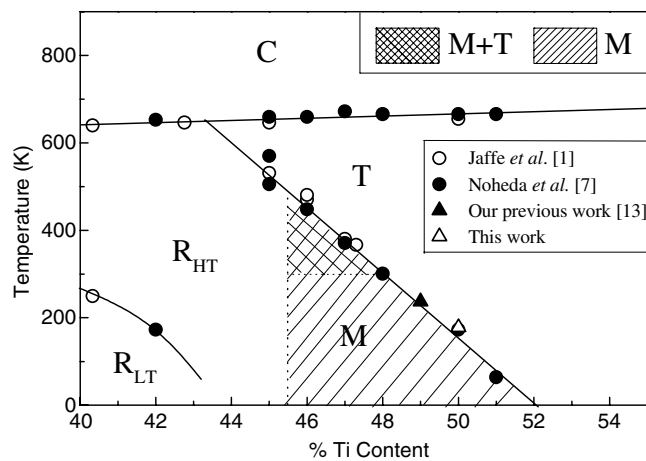 C
M+T
M
Jaffe et al. [1]
Noheda et al. [7]
Our previous work [13]
This work
T
R_HT
M
R_LT
Temperature (K)
800
600
400
200
0
40
42
44
46
48
50
52
54
% Ti Content